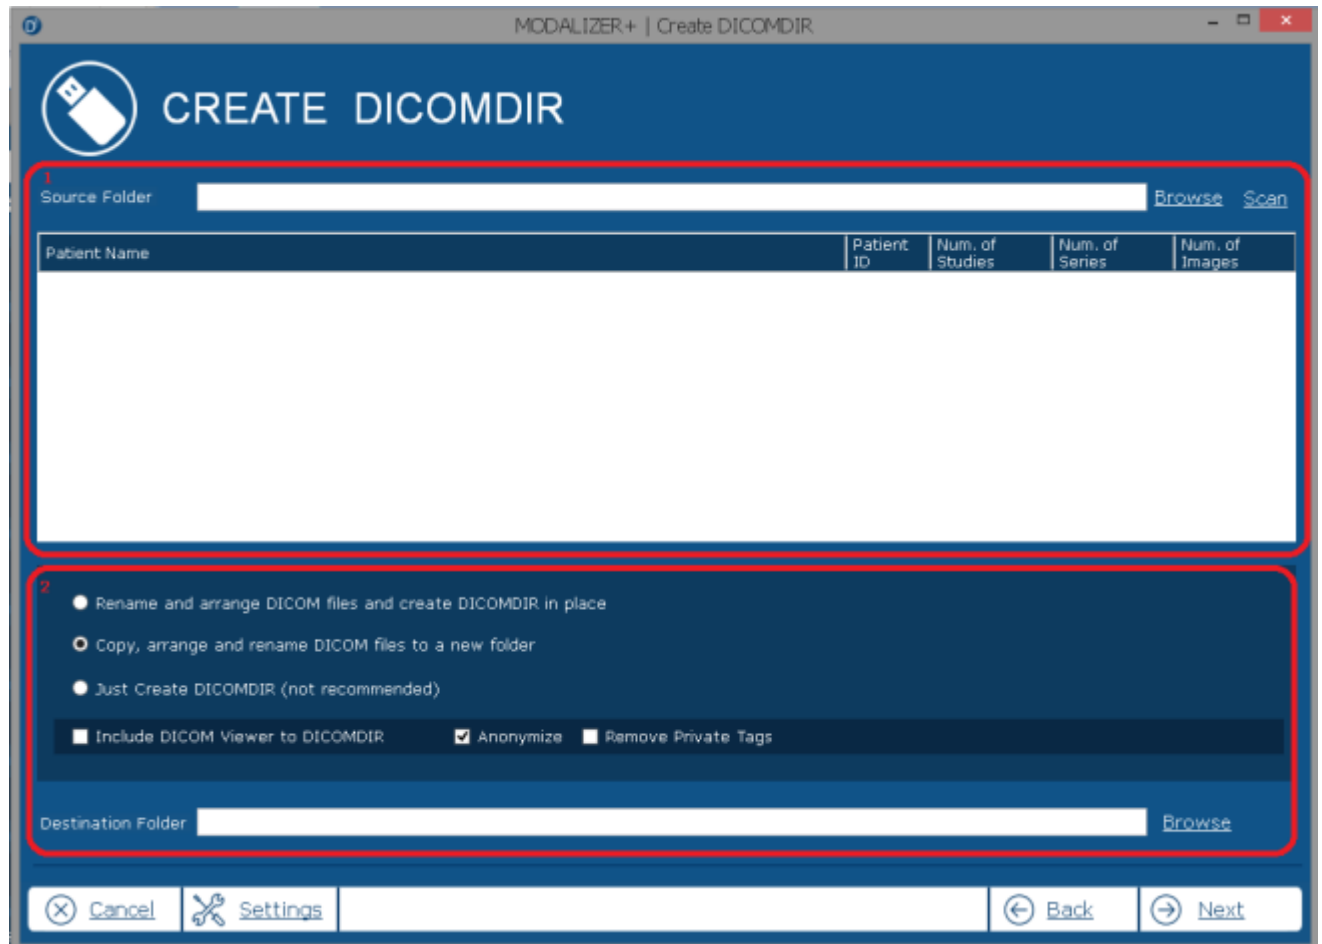 MODALIZER+ | Create DICOMDIR
CREATE DICOMDIR
1
Source Folder Browse Scan
Patient Name Patient ID Num. of Studies Num. of Series Num. of Images
2
Rename and arrange DICOM files and create DICOMDIR in place
Copy, arrange and rename DICOM files to a new folder
Just Create DICOMDIR (not recommended)
Include DICOM Viewer to DICOMDIR Anonymize Remove Private Tags
Destination Folder Browse
Cancel Settings Back Next